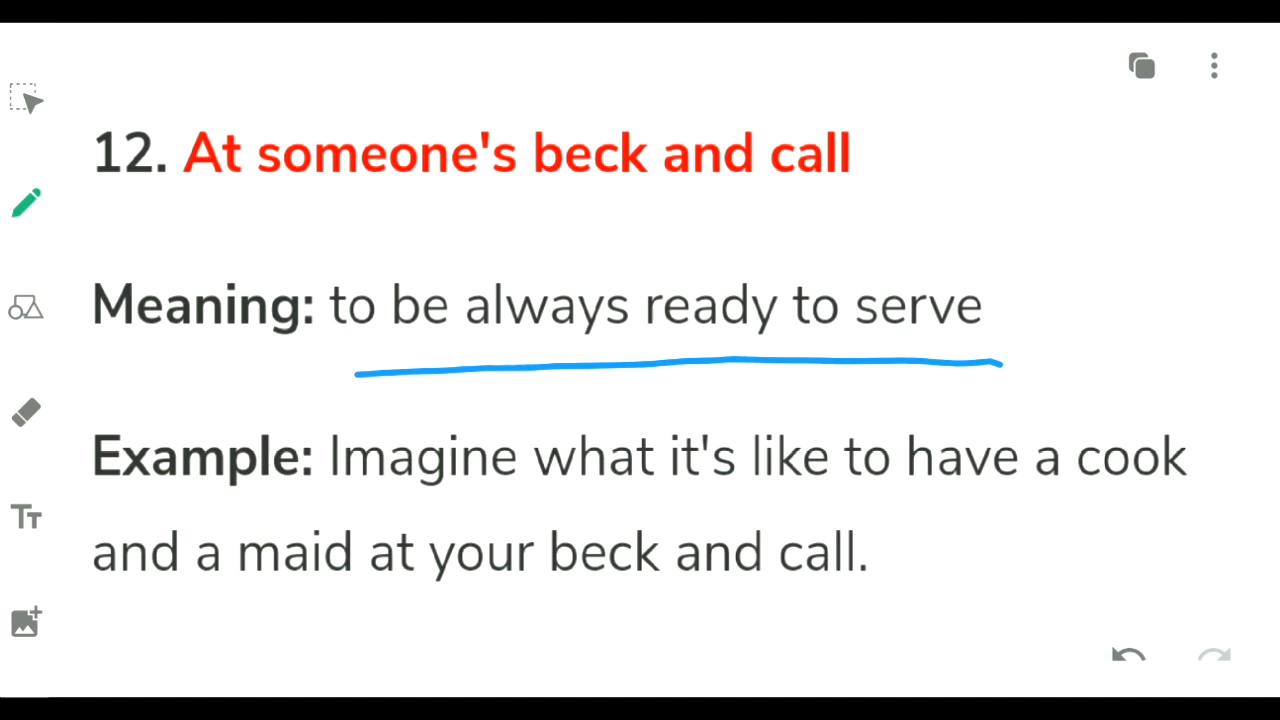 12. At someone's beck and call
Meaning: to be always ready to serve
Example: Imagine what it's like to have a cook
and a maid at your beck and call.